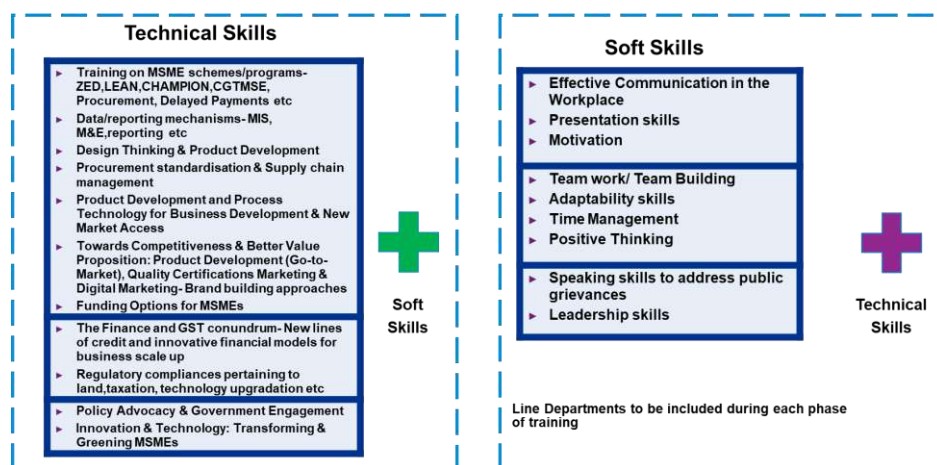 Technical Skills
Training on MSME schemes/programs-
ZED,LEAN,CHAMPION,CGTMSE,
Procurement, Delayed Payments etc
Data/reporting mechanisms- MIS,
M&E,reporting etc
Design Thinking & Product Development
Procurement standardisation & Supply chain
management
Product Development and Process
Technology for Business Development & New
Market Access
Towards Competitiveness & Better Value
Proposition: Product Development (Go-to-
Market), Quality Certifications Marketing &
Digital Marketing- Brand building approaches
Funding Options for MSMEs
The Finance and GST conundrum- New lines
of credit and innovative financial models for
business scale up
Regulatory compliances pertaining to
land,taxation, technology upgradation etc
Policy Advocacy & Government Engagement
Innovation & Technology: Transforming &
Greening MSMEs
Soft
Skills
Soft Skills
Effective Communication in the
Workplace
Presentation skills
Motivation
Team work/ Team Building
Adaptability skills
Time Management
Positive Thinking
Speaking skills to address public
grievances
Leadership skills
Technical
Skills
Line Departments to be included during each phase
of training